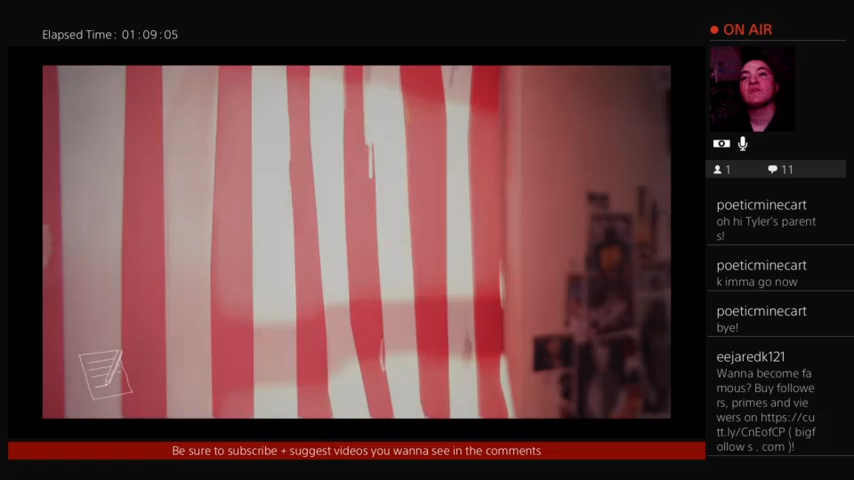 Elapsed Time: 01:09:05
ON AIR
1
11
poeticminecart
oh hi Tyler's parent
s!
poeticminecart
k imma go now
poeticminecart
bye!
eejaredk121
Wanna become fa
mous? Buy followe
rs, primes and vie
wers on https://cu
tt.ly/CnEofCP ( bigf
ollow s . com )!
Be sure to subscribe + suggest videos you wanna see in the comments